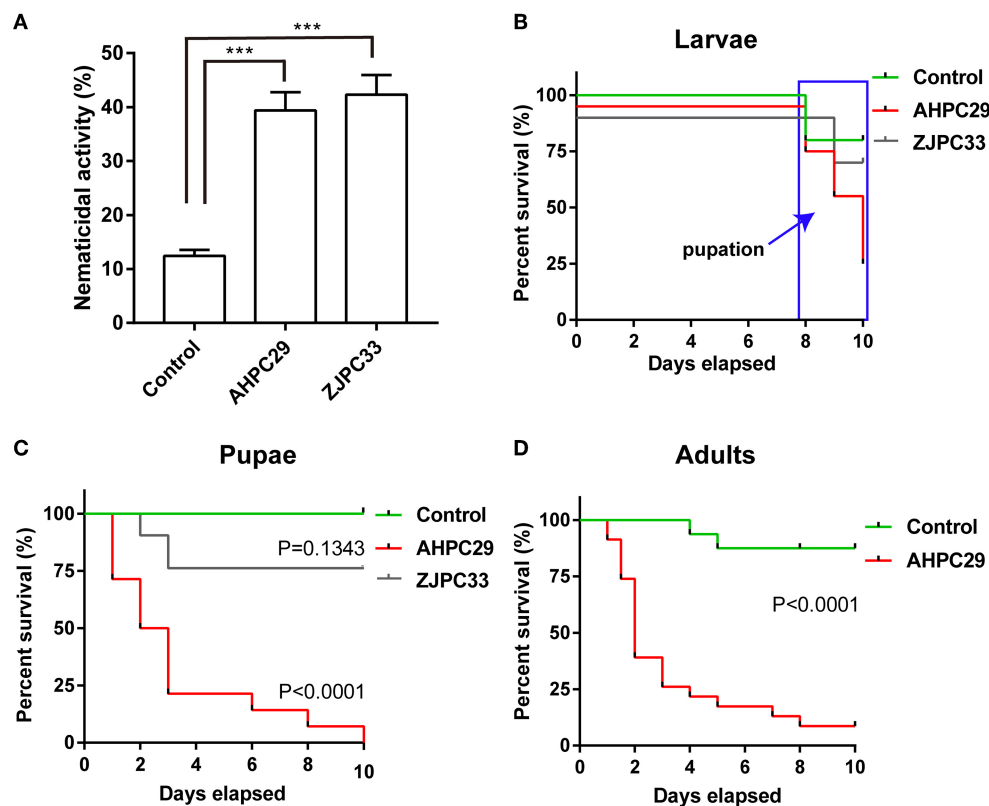 A
Nematicidal activity (%)
50
40
30
20
10
0
***
***
Control
AHPC29
ZJPC33
B
Larvae
Percent survival (%)
100
75
50
25
0
pupation
0 2 4 6 8 10
Days elapsed
Control
AHPC29
ZJPC33
C
Pupae
Percent survival (%)
100
75
50
25
0
P=0.1343
P<0.0001
0 2 4 6 8 10
Days elapsed
Control
AHPC29
ZJPC33
D
Adults
Percent survival (%)
100
75
50
25
0
P<0.0001
0 2 4 6 8 10
Days elapsed
Control
AHPC29